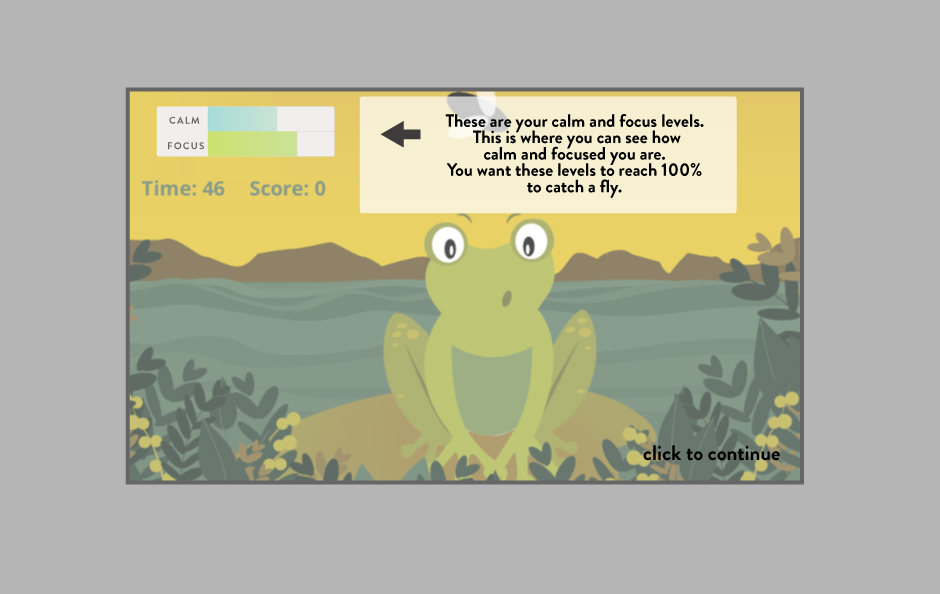 CALM
FOCUS
Time: 46 Score: 0
These are your calm and focus levels.
This is where you can see how
calm and focused you are.
You want these levels to reach 100%
to catch a fly.
click to continue